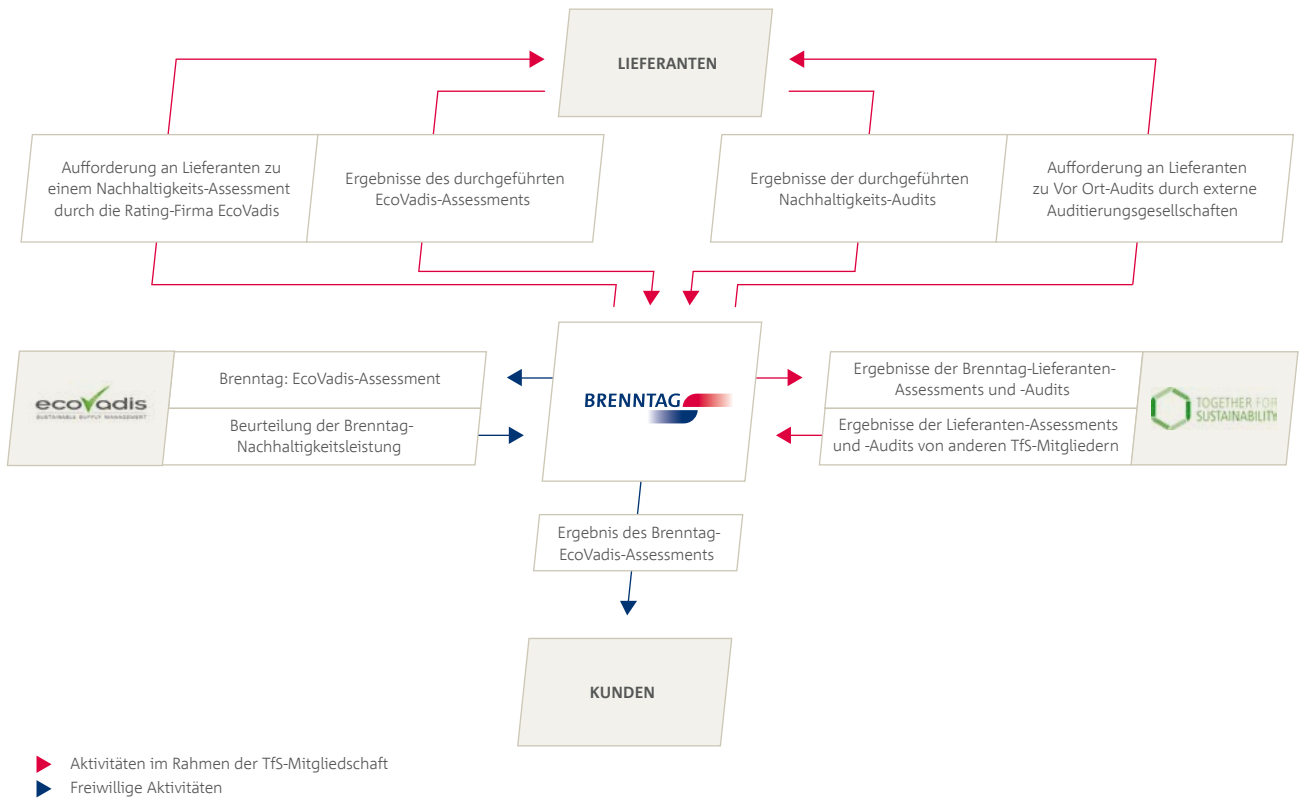 LIEFERANTEN
Aufforderung an Lieferanten zu
einem Nachhaltigkeits-Assessment
durch die Rating-Firma EcoVadis
Ergebnisse des durchgeführten
EcoVadis-Assessments
Ergebnisse der durchgeführten
Nachhaltigkeits-Audits
Aufforderung an Lieferanten
zu Vor Ort-Audits durch externe
Auditierungsgesellschaften
ecovadis
SUSTAINABLE SUPPLY MANAGEMENT
Brenntag: EcoVadis-Assessment
Beurteilung der Brenntag-
Nachhaltigkeitsleistung
BRENNTAG
Ergebnisse der Brenntag-Lieferanten-
Assessments und -Audits
Ergebnisse der Lieferanten-Assessments
und -Audits von anderen TfS-Mitgliedern
TOGETHER FOR
SUSTAINABILITY
Ergebnis des Brenntag-
EcoVadis-Assessments
KUNDEN
Aktivitäten im Rahmen der TfS-Mitgliedschaft
Freiwillige Aktivitäten